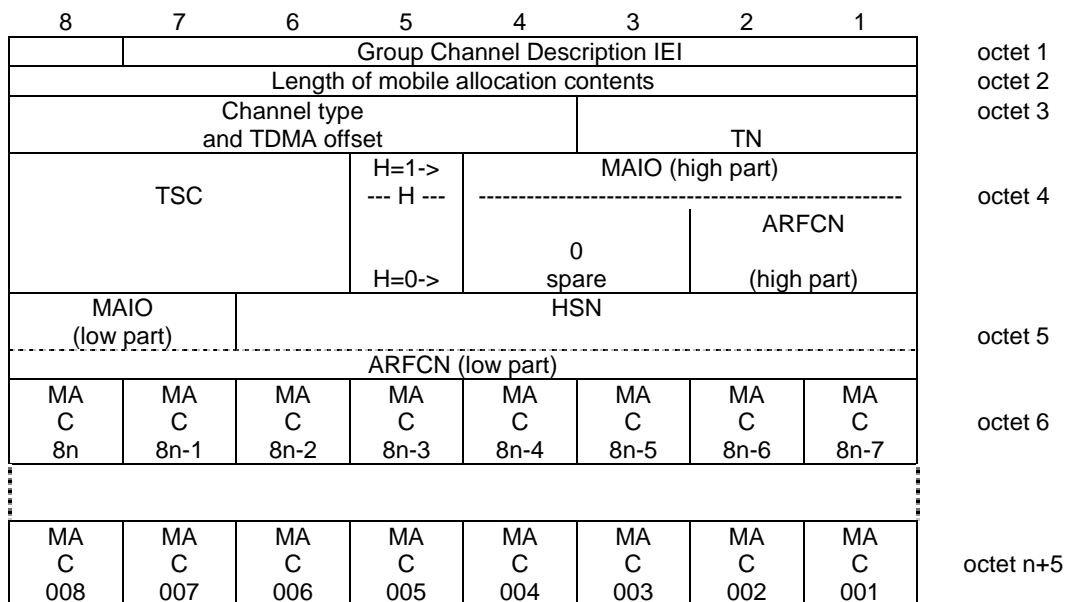 8 7 6 5 4 3 2 1
Group Channel Description IEI octet 1
Length of mobile allocation contents octet 2
Channel type octet 3
and TDMA offset TN
H=1-> MAIO (high part)
TSC --- H --- ----------------------------------------------------- octet 4
ARFCN
0
H=0-> spare (high part)
MAIO HSN
(low part) octet 5
ARFCN (low part)
MA MA MA MA MA MA MA MA
C C C C C C C C octet 6
8n 8n-1 8n-2 8n-3 8n-4 8n-5 8n-6 8n-7
MA MA MA MA MA MA MA MA
C C C C C C C C octet n+5
008 007 006 005 004 003 002 001